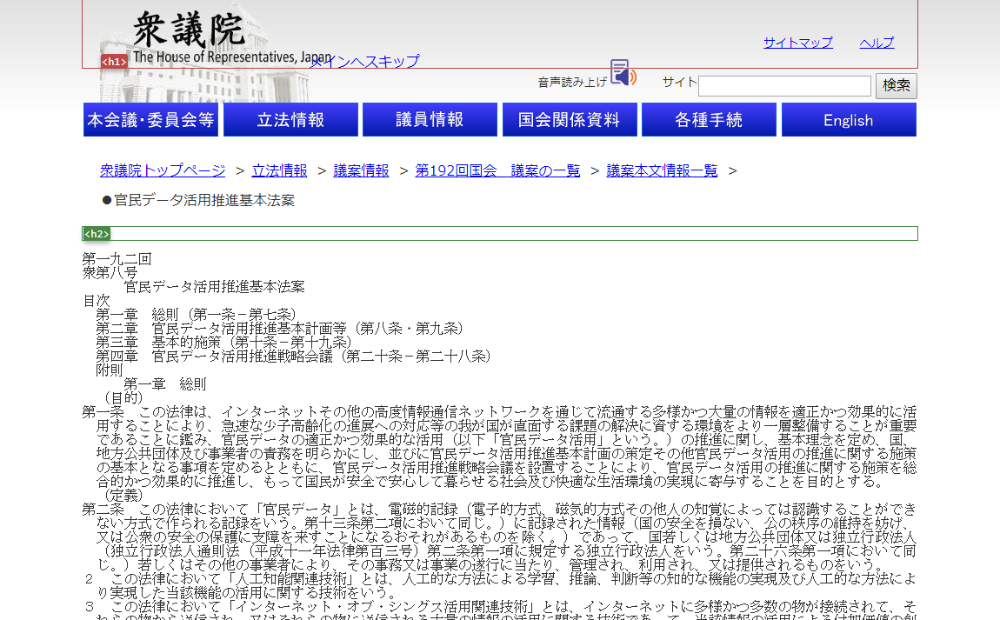 衆議院
The House of Representatives, Japan
メインへスキップ
サイトマップ ヘルプ
<h1>
音声読み上げ サイト 検索
本会議・委員会等 立法情報 議員情報 国会関係資料 各種手続 English
衆議院トップページ > 立法情報 > 議案情報 > 第192回国会 議案の一覧 > 議案本文情報一覧 >
●官民データ活用推進基本法案
<h2>
第一九二回
衆第八号
官民データ活用推進基本法案
目次
第一章 総則(第一条-第七条)
第二章 官民データ活用推進基本計画等(第八条・第九条)
第三章 基本的施策(第十条-第十九条)
第四章 官民データ活用推進戦略会議(第二十条-第二十八条)
附則
第一章 総則
(目的)
第一条 この法律は、インターネットその他の高度情報通信ネットワークを通じて流通する多様かつ大量の情報を適正かつ効果的に活
用することにより、急速な少子高齢化の進展への対応等の我が国が直面する課題の解決に資する環境をより一層整備することが重要
であることに鑑み、官民データの適正かつ効果的な活用(以下「官民データ活用」という。)の推進に関し、基本理念を定め、国、
地方公共団体及び事業者の責務を明らかにし、並びに官民データ活用推進基本計画の策定その他官民データ活用の推進に関する施策
の基本となる事項を定めるとともに、官民データ活用推進戦略会議を設置することにより、官民データ活用の推進に関する施策を総
合的かつ効果的に推進し、もって国民が安全で安心して暮らせる社会及び快適な生活環境の実現に寄与することを目的とする。
(定義)
第二条 この法律において「官民データ」とは、電磁的記録(電子的方式、磁気的方式その他人の知覚によっては認識することができ
ない方式で作られる記録をいう。第十三条第二項において同じ。)に記録された情報(国の安全を損ない、公の秩序の維持を妨げ、
又は公衆の安全の保護に支障を来すことになるおそれがあるものを除く。)であって、国若しくは地方公共団体又は独立行政法人
(独立行政法人通則法(平成十一年法律第百三号)第二条第一項に規定する独立行政法人をいう。第二十六条第一項において同
じ。)若しくはその他の事業者により、その事務又は事業の遂行に当たり、管理され、利用され、又は提供されるものをいう。
2 この法律において「人工知能関連技術」とは、人工的な方法による学習、推論、判断等の知的な機能の実現及び人工的な方法によ
り実現した当該機能の活用に関する技術をいう。
3 この法律において「インターネット・オブ・シングス活用関連技術」とは、インターネットに多様かつ多数の物が接続されて、そ
れらの物から送信され、又はそれらの物に送信される大量の情報の活用に関する技術であって、当該情報の活用による付加価値の創